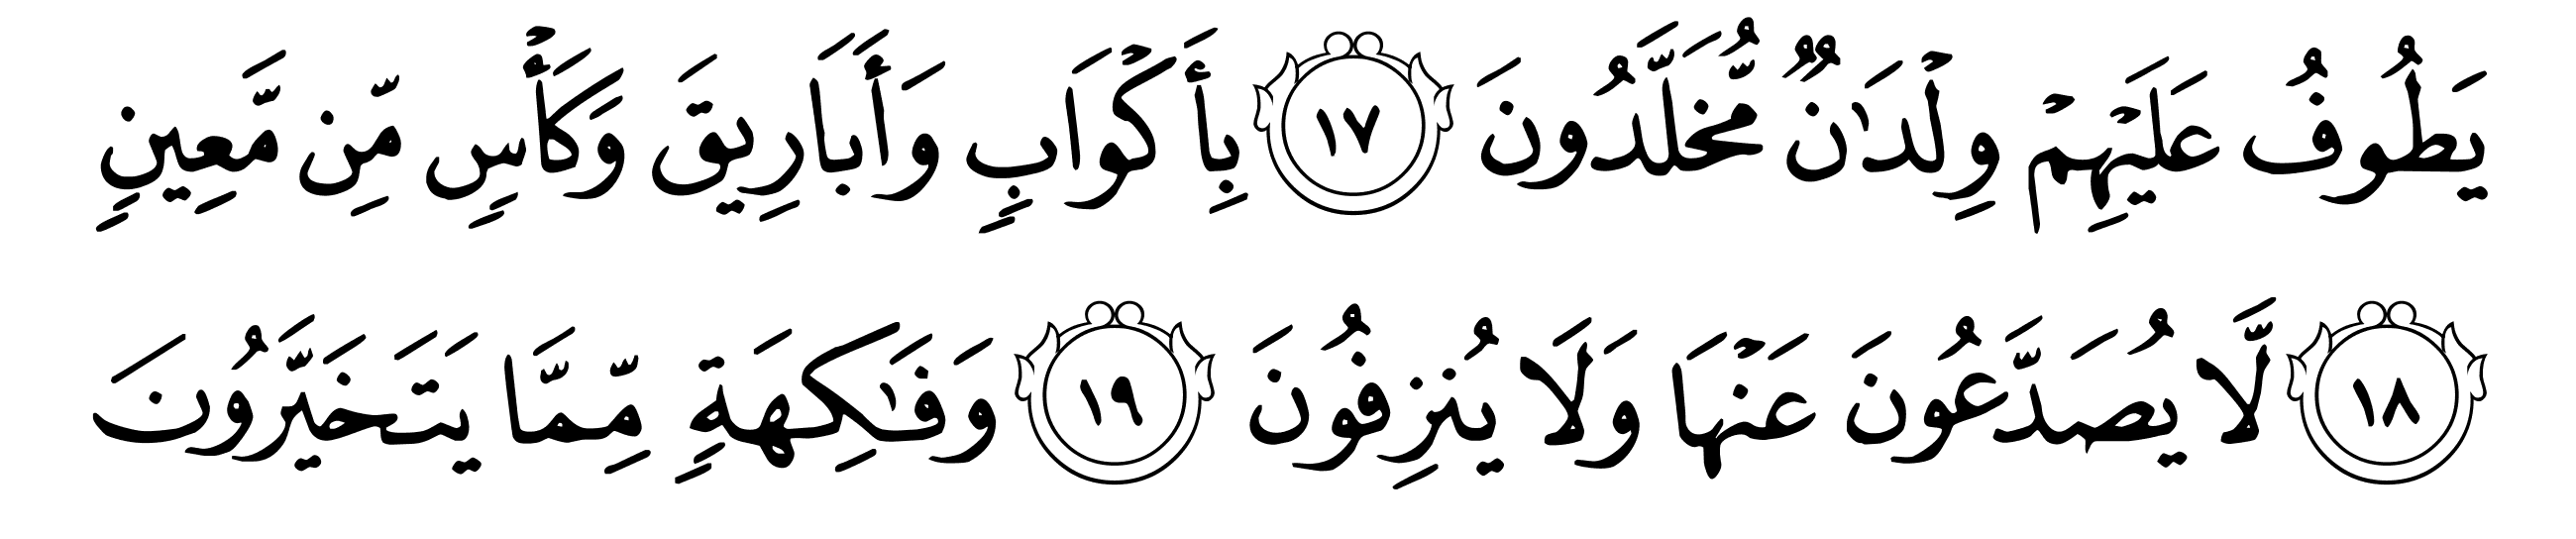 يَطُوفُ عَلَيْهِمْ وِلْدَٰنٌ مُّخَلَّدُونَ ١٧ بِأَكْوَابٍ وَأَبَارِيقَ وَكَأْسٍ مِّن مَّعِينٍ
١٨ لَّا يُصَدَّعُونَ عَنْهَا وَلَا يُنزِفُونَ ١٩ وَفَـٰكِهَةٍ مِّمَّا يَتَخَيَّرُونَ